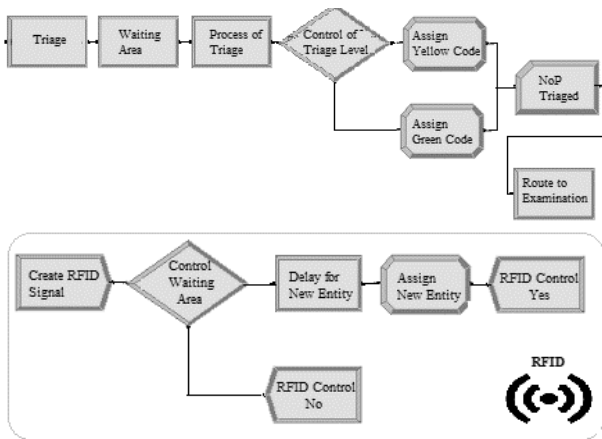 Triage
Waiting
Area
Process of
Triage
Control of
Triage Level
Assign
Yellow Code
Assign
Green Code
NoP
Triaged
Route to
Examination
Create RFID
Signal
Control
Waiting
Area
Delay for
New Entity
Assign
New Entity
RFID Control
Yes
RFID Control
No
RFID